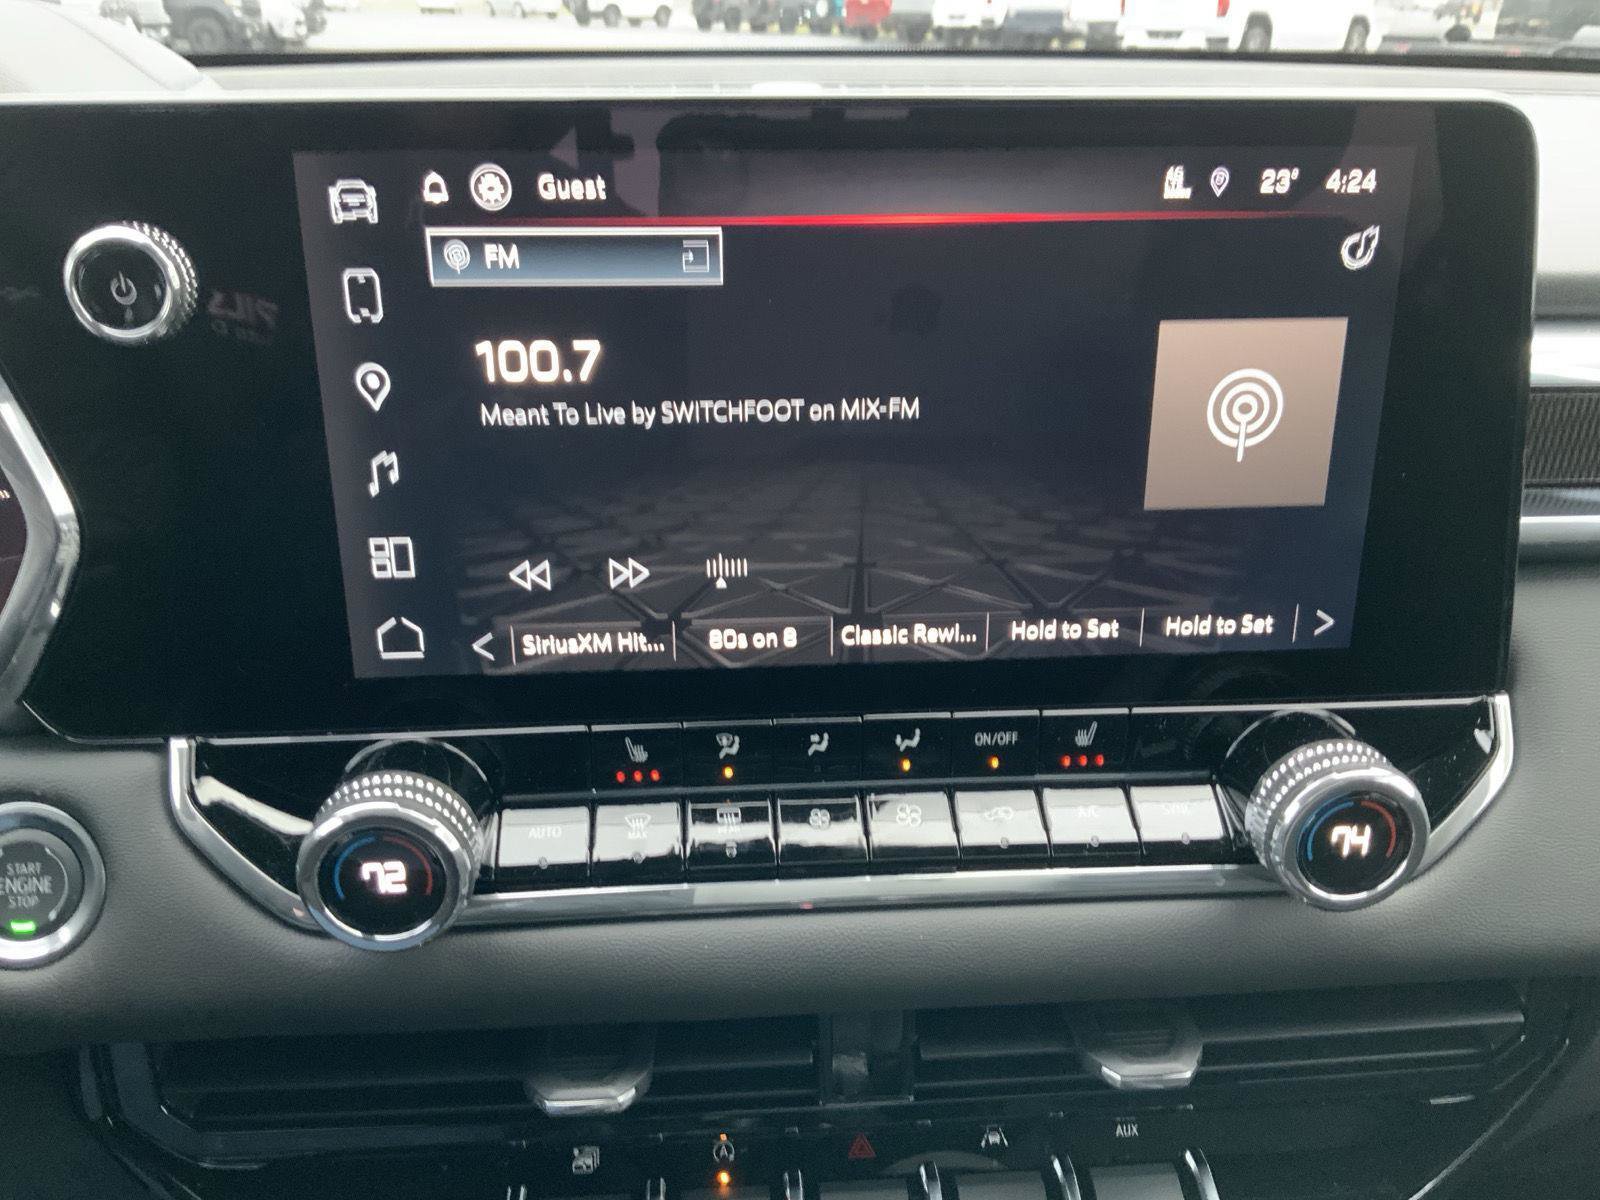 Guest
23° 4:24
FM
100.7
Meant To Live by SWITCHFOOT on MIX-FM
SiriusXM Hit...
80s on 8
Classic Rewi...
Hold to Set
Hold to Set
ON/OFF
AUTO
MAX
REAR
A/C
SYNC
72
74
START
ENGINE
STOP
A
AUX